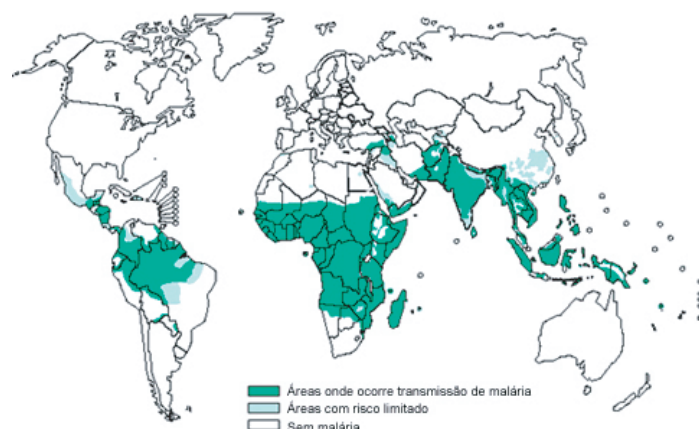 Áreas onde ocorre transmissão de malária
Áreas com risco limitado
Sem malária